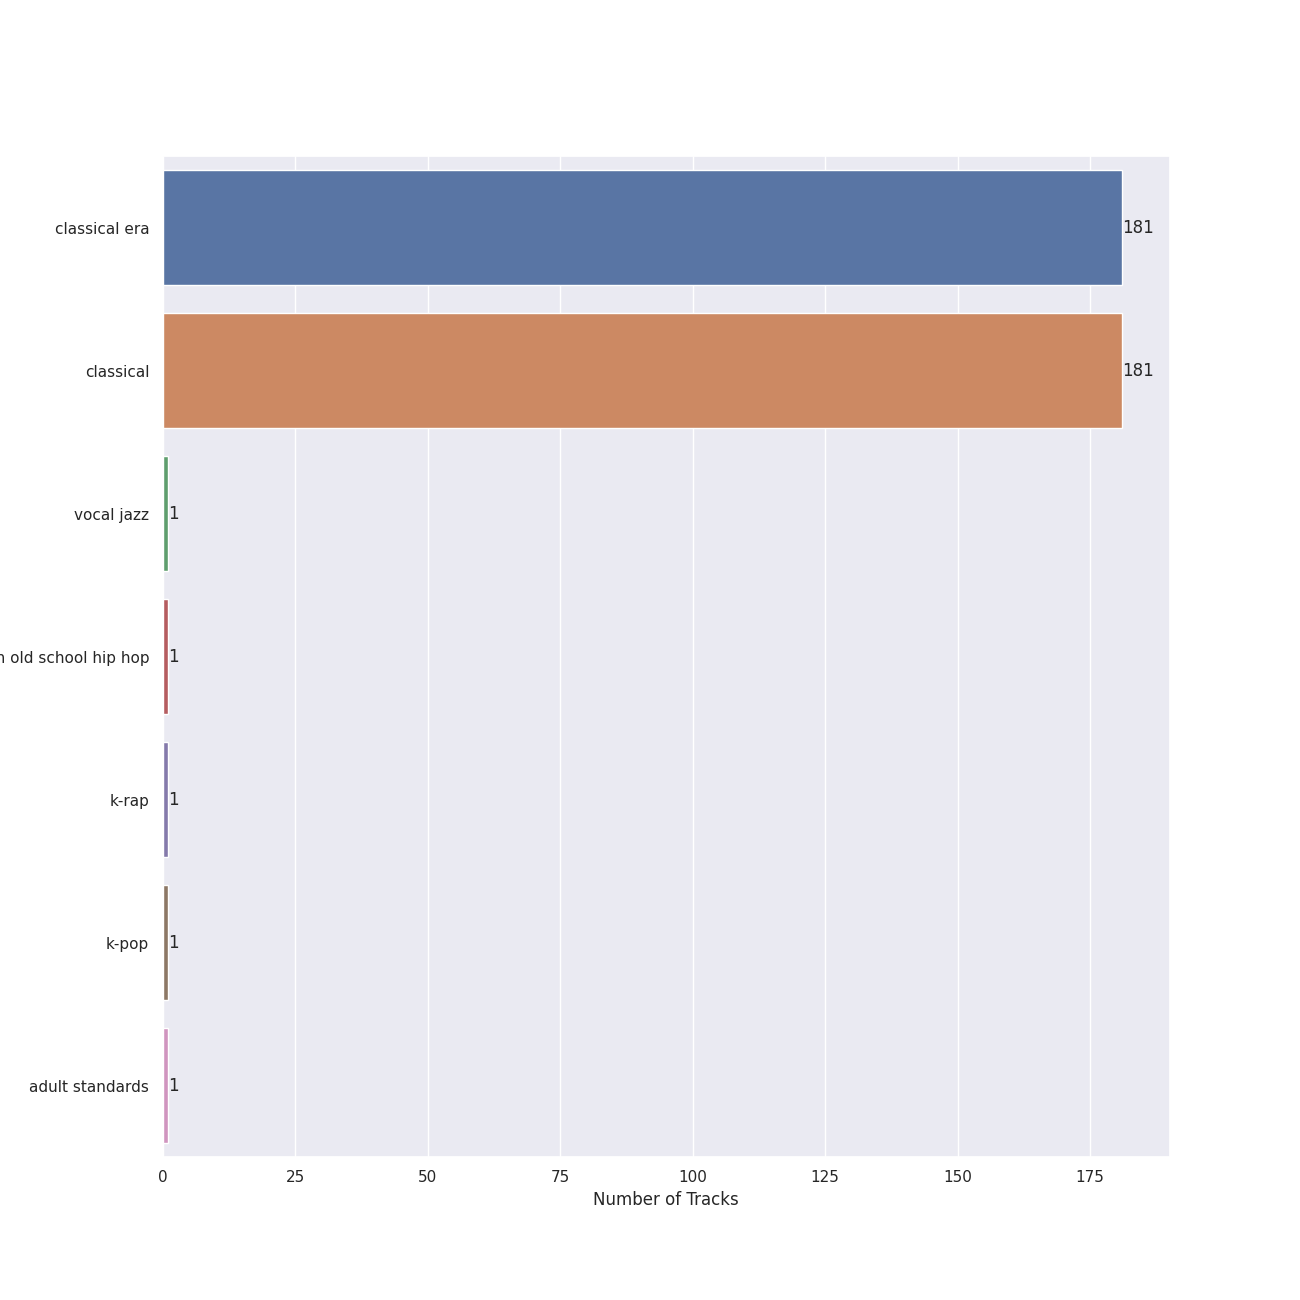 classical era 181
classical 181
vocal jazz 1
old school hip hop 1
k-rap 1
k-pop 1
adult standards 1
0 25 50 75 100 125 150 175
Number of Tracks